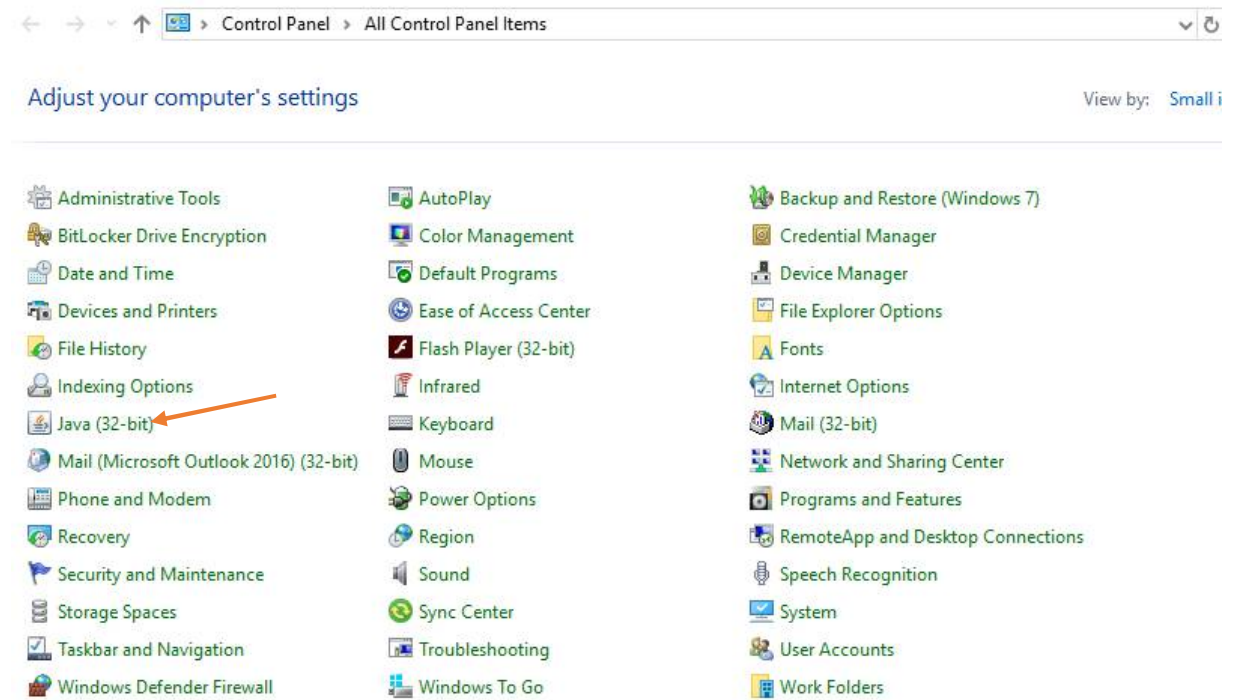 Control Panel > All Control Panel Items
Adjust your computer's settings
View by: Small i
Administrative Tools AutoPlay Backup and Restore (Windows 7)
BitLocker Drive Encryption Color Management Credential Manager
Date and Time Default Programs Device Manager
Devices and Printers Ease of Access Center File Explorer Options
File History Flash Player (32-bit) Fonts
Indexing Options Infrared Internet Options
Java (32-bit) Keyboard Mail (32-bit)
Mail (Microsoft Outlook 2016) (32-bit) Mouse Network and Sharing Center
Phone and Modem Power Options Programs and Features
Recovery Region RemoteApp and Desktop Connections
Security and Maintenance Sound Speech Recognition
Storage Spaces Sync Center System
Taskbar and Navigation Troubleshooting User Accounts
Windows Defender Firewall Windows To Go Work Folders